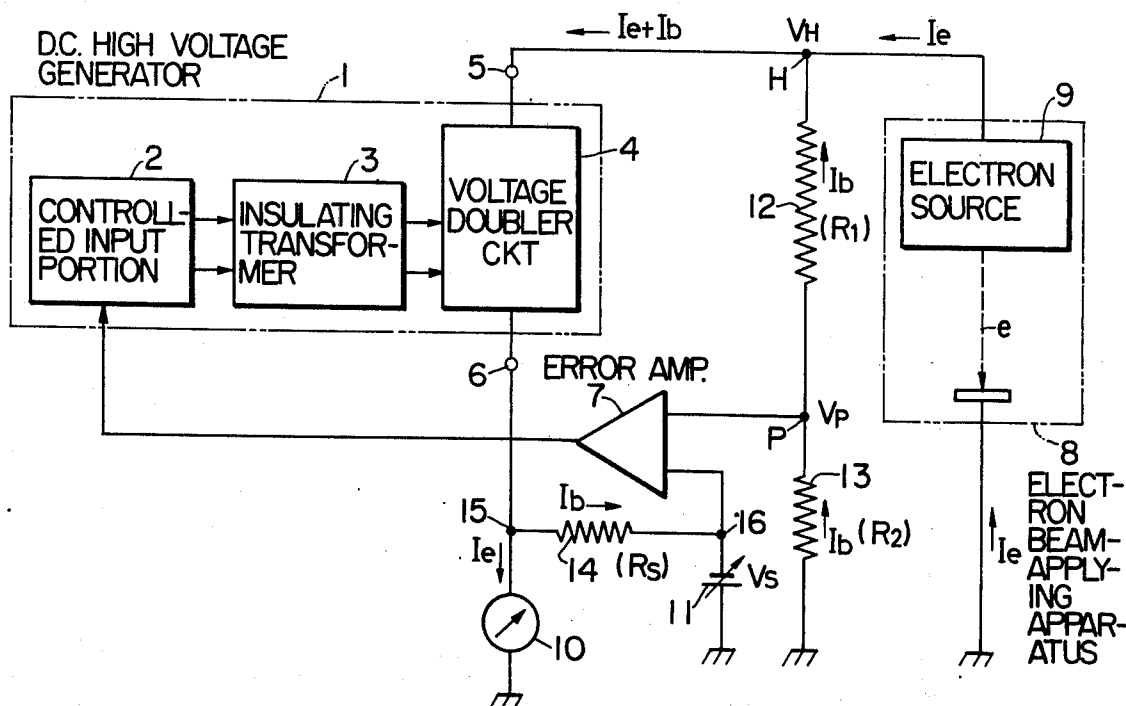 Ie+Ib
VH
Ie
D.C. HIGH VOLTAGE
GENERATOR
5
H
1
9
2
3
4
CONTROLL-
ED INPUT
PORTION
INSULATING
TRANSFOR-
MER
VOLTAGE
DOUBLER
CKT
12
Ib
(R1)
ELECTRON
SOURCE
e
6
ERROR AMP.
7
P
VP
8
13
Ib
(R2)
15
Ib
16
Ie
14
(RS)
11
VS
10
Ie
ELECT-
RON
BEAM-
APPLY-
ING
APPAR-
ATUS